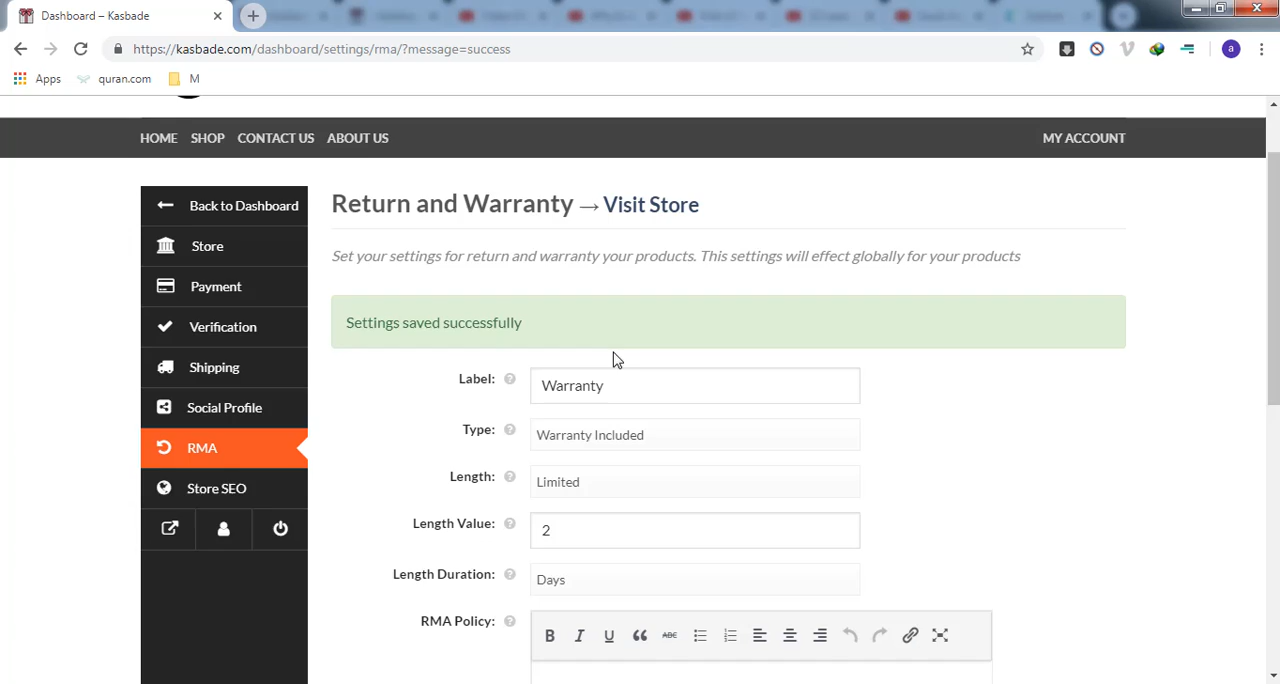 Dashboard – Kasbade
https://kasbade.com/dashboard/settings/rma/?message=success
a
Apps
quran.com
M
HOME SHOP CONTACT US ABOUT US
MY ACCOUNT
Back to Dashboard
Store
Payment
Verification
Shipping
Social Profile
RMA
Store SEO
Return and Warranty → Visit Store
Set your settings for return and warranty your products. This settings will effect globally for your products
Settings saved successfully
Label: Warranty
Type: Warranty Included
Length: Limited
Length Value: 2
Length Duration: Days
RMA Policy: B I U ABC